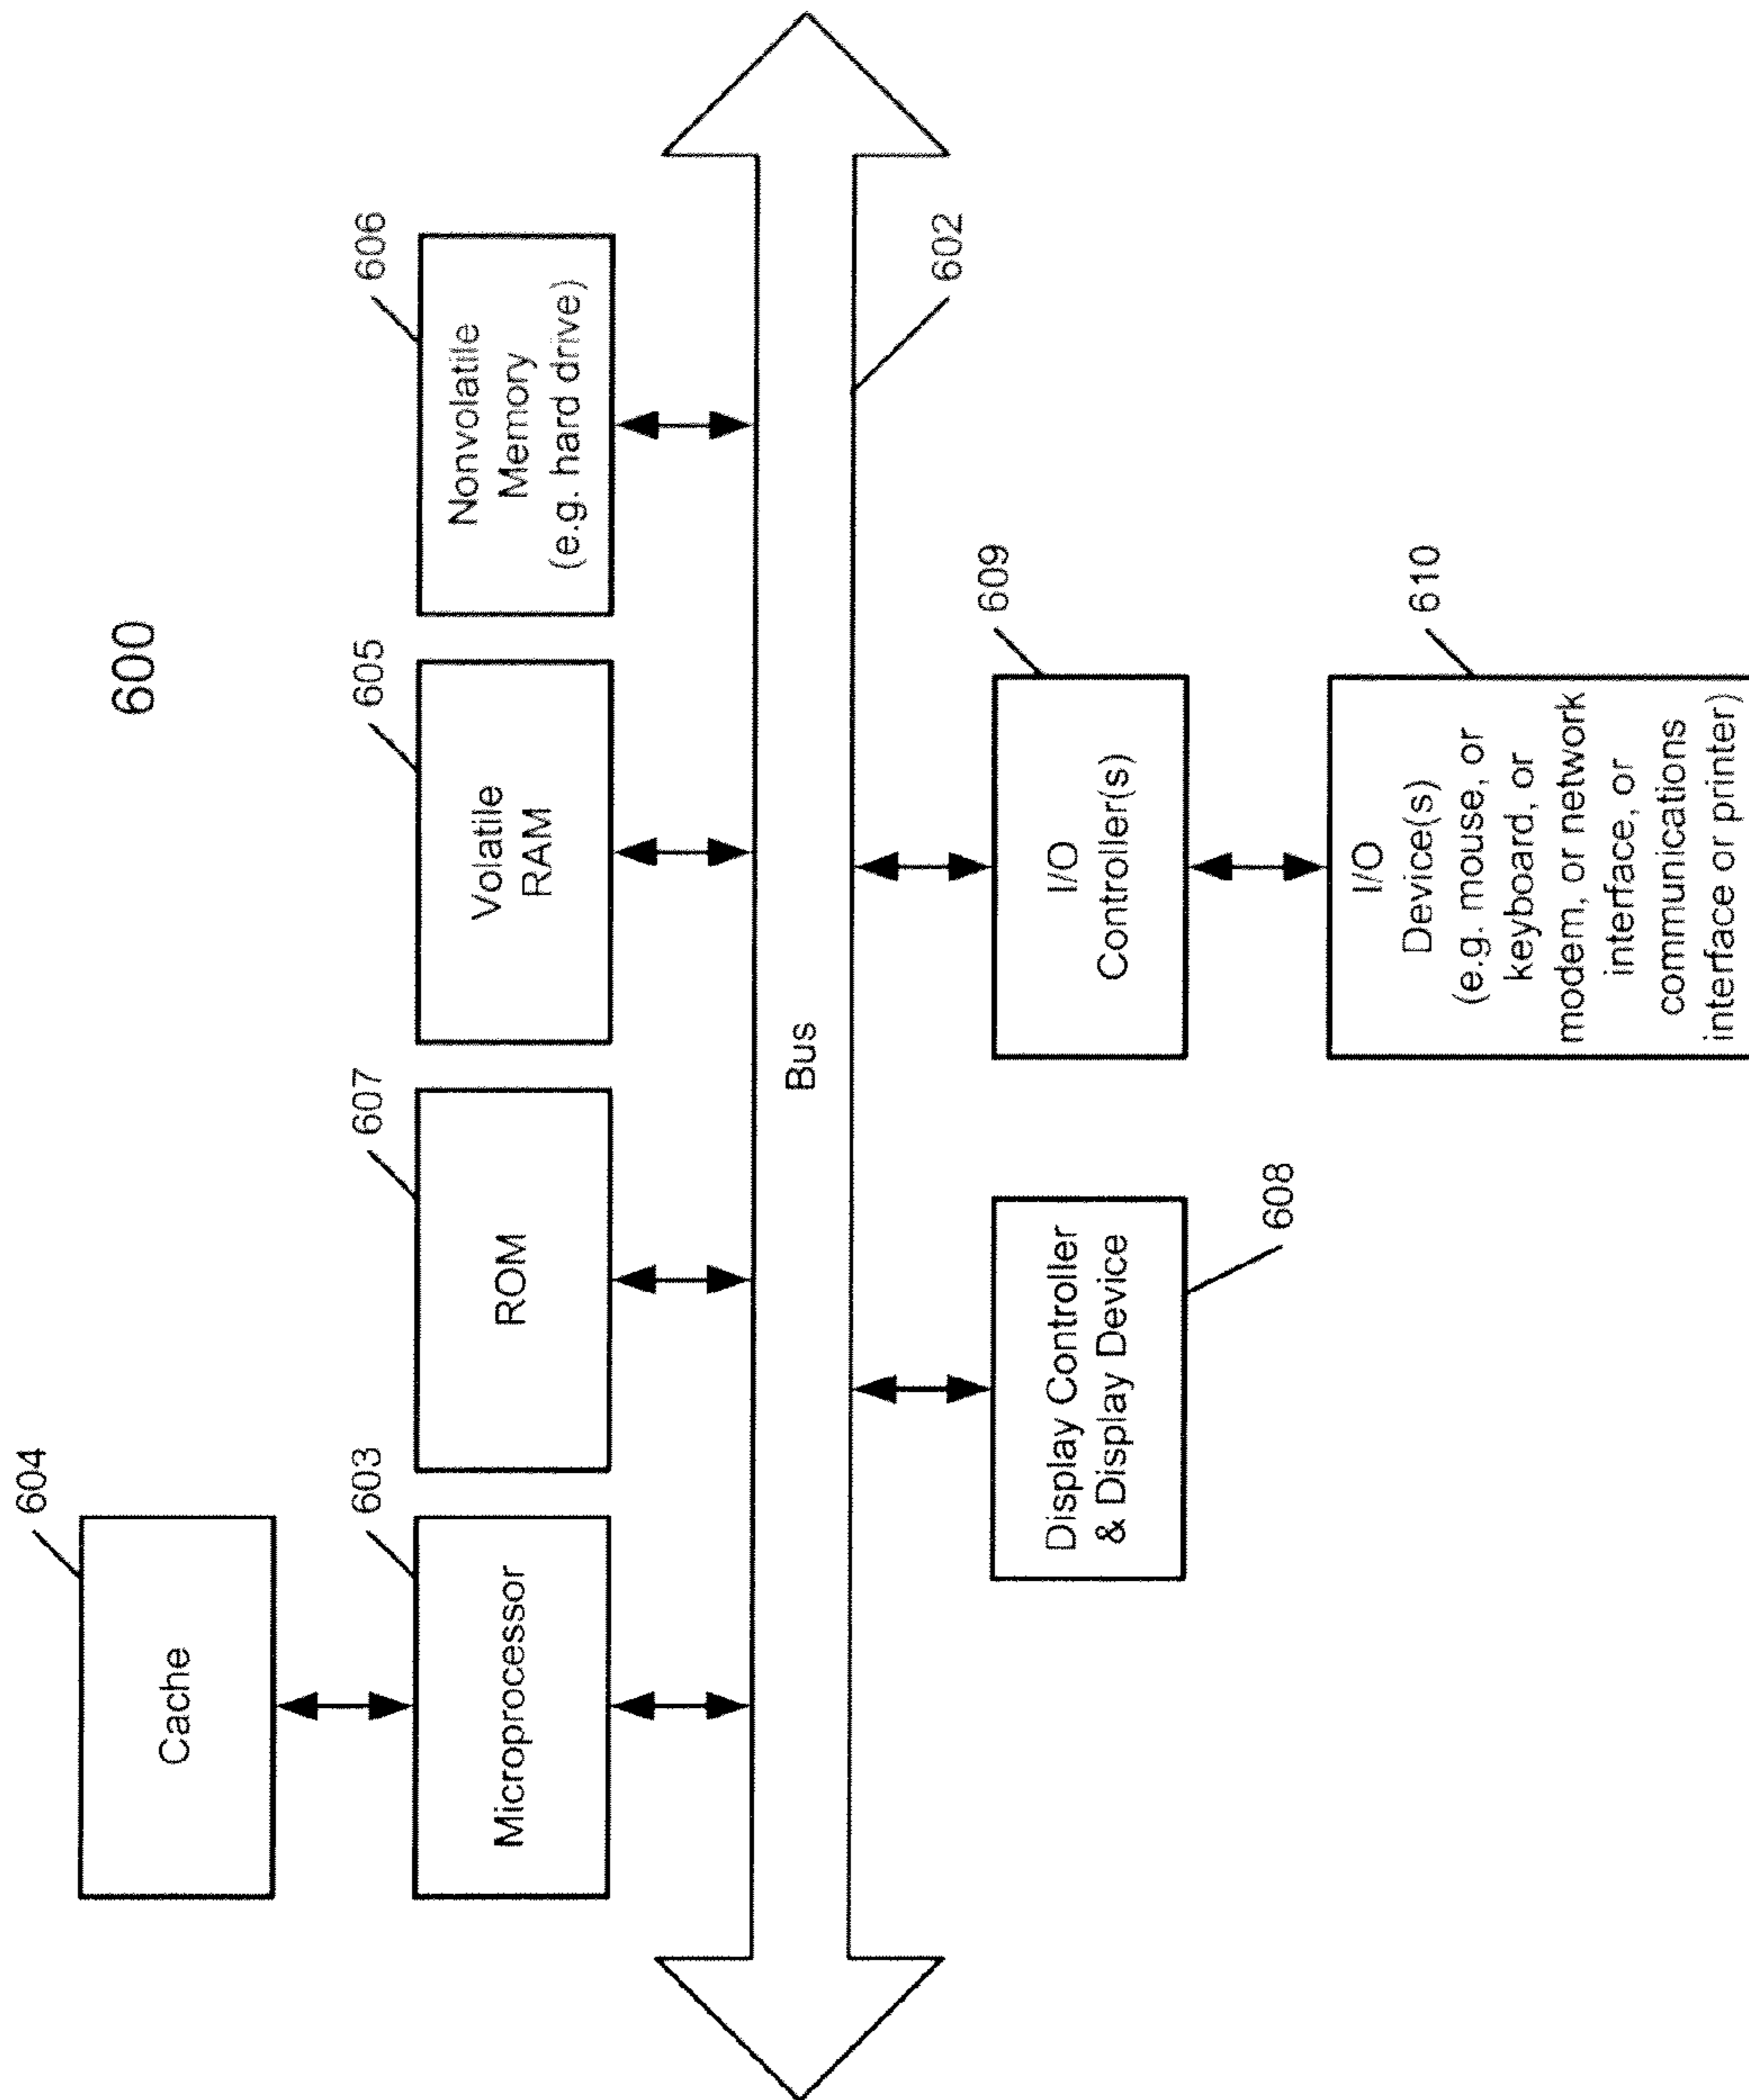 600
604
Cache
603
Microprocessor
607
ROM
605
Volatile
RAM
606
Nonvolatile
Memory
(e.g. hard drive)
Bus
602
Display Controller
& Display Device
608
609
I/O
Controller(s)
610
I/O
Device(s)
(e.g. mouse, or
keyboard, or
modem, or network
interface, or
communications
interface or printer)